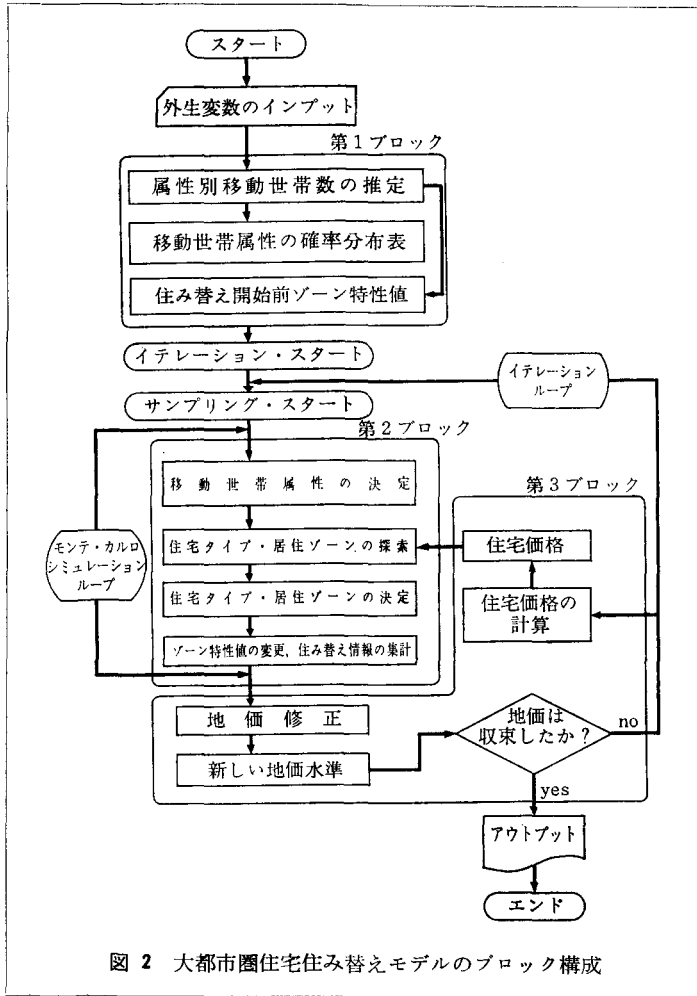 スタート
外生変数のインプット
第1ブロック
属性別移動世帯数の推定
移動世帯属性の確率分布表
住み替え開始前ゾーン特性値
イテレーション・スタート
イテレーション
ループ
サンプリング・スタート
第2ブロック
移動世帯属性の決定
第3ブロック
モンテ・カルロ
シミュレーション
ループ
住宅タイプ・居住ゾーンの探索
住宅価格
住宅タイプ・居住ゾーンの決定
住宅価格の
計算
ゾーン特性値の変更、住み替え情報の集計
地価修正
地価は
収束したか?
no
新しい地価水準
yes
アウトプット
エンド
図 2 大都市圏住宅住み替えモデルのブロック構成